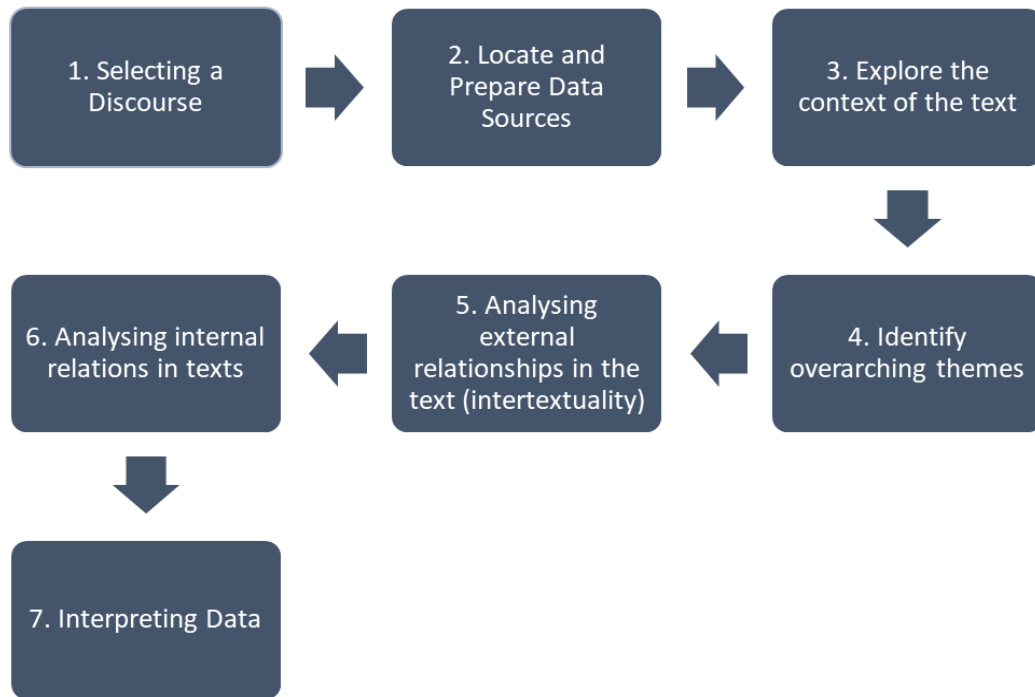 1. Selecting a
Discourse
2. Locate and
Prepare Data
Sources
3. Explore the
context of the text
4. Identify
overarching themes
5. Analysing
external
relationships in the
text (intertextuality)
6. Analysing internal
relations in texts
7. Interpreting Data